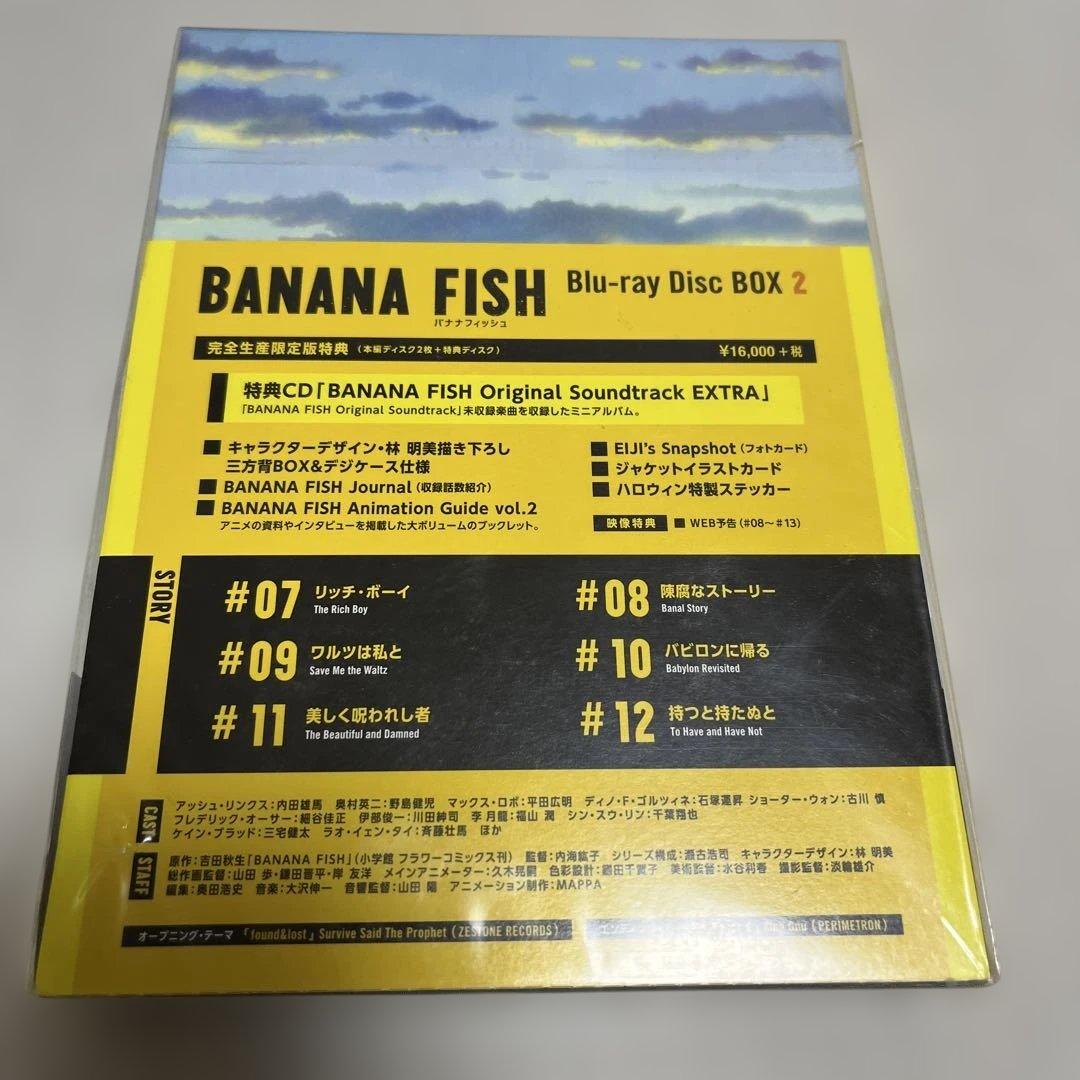 BANANA FISH Blu-ray Disc BOX 2
バナナフィッシュ
完全生産限定版特典 (本編ディスク2枚+特典ディスク) ¥16,000+税
特典CD「BANANA FISH Original Soundtrack EXTRA」
「BANANA FISH Original Soundtrack」未収録楽曲を収録したミニアルバム。
■ キャラクターデザイン・林 明美描き下ろし
三方背BOX&デジケース仕様
■ BANANA FISH Journal (収録話数紹介)
■ BANANA FISH Animation Guide vol.2
アニメの資料やインタビューを掲載した大ボリュームのブックレット。
■ EIJI's Snapshot (フォトカード)
■ ジャケットイラストカード
■ ハロウィン特製ステッカー
映像特典 ■ WEB予告 (#08～#13)
STORY
#07 リッチ・ボーイ
The Rich Boy
#08 陳腐なストーリー
Banal Story
#09 ワルツは私と
Save Me the Waltz
#10 バビロンに帰る
Babylon Revisited
#11 美しく呪われし者
The Beautiful and Damned
#12 持つと持たぬと
To Have and Have Not
CAST
アッシュ・リンクス:内田雄馬 奥村英二:野島健児 マックス・ロボ:平田広明 ディノ・F・ゴルツィネ:石塚運昇 ショーター・ウォン:古川 慎
フレデリック・オーサー:細谷佳正 伊部俊一:川田紳司 李 月龍:福山 潤 シン・スウ・リン:千葉翔也
ケイン・ブラッド:三宅健太 ラオ・イェン・タイ:斉藤壮馬 ほか
STAFF
原作:吉田秋生「BANANA FISH」(小学館 フラワーコミックス刊) 監督:内海紘子 シリーズ構成:瀬古浩司 キャラクターデザイン:林 明美
総作画監督:山田 歩・鎌田晋平・岸 友洋 メインアニメーター:久木晃嗣 色彩設計:鎌田千賀子 美術監督:水谷利春 撮影監督:淡輪雄介
編集:奥田浩史 音楽:大沢伸一 音響監督:山田 陽 アニメーション制作:MAPPA
オープニング・テーマ 「found&lost」Survive Said The Prophet (ZESTONE RECORDS)
(PERIMETRON)